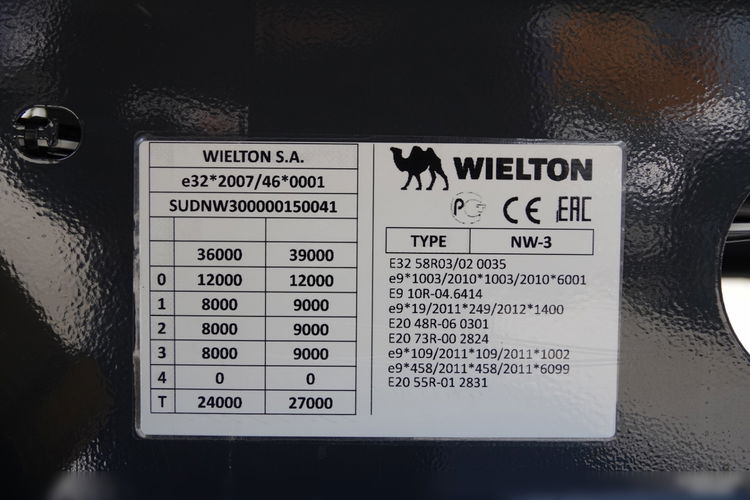 WIELTON S.A.
e32*2007/46*0001
SUDNW300000150041
36000 39000
0 12000 12000
1 8000 9000
2 8000 9000
3 8000 9000
4 0 0
T 24000 27000
WIELTON
PG CE EAC
TYPE NW-3
E32 58R03/02 0035
e9*1003/2010*1003/2010*6001
E9 10R-04.6414
e9*19/2011*249/2012*1400
E20 48R-06 0301
E20 73R-00 2824
e9*109/2011*109/2011*1002
e9*458/2011*458/2011*6099
E20 55R-01 2831